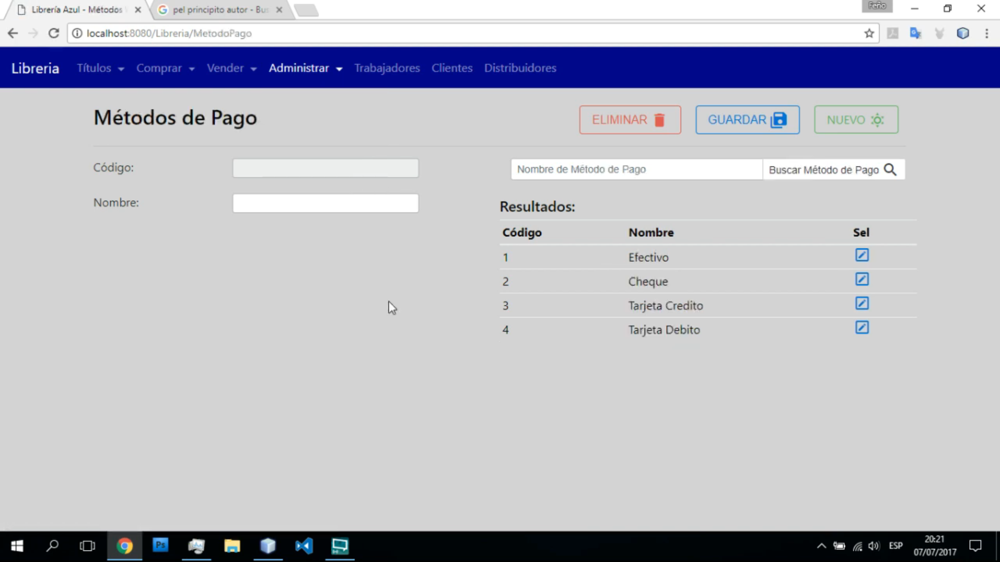 Librería Azul - Métodos
pel principito autor - Bus
Feño
localhost:8080/Libreria/MetodoPago
Libreria Títulos Comprar Vender Administrar Trabajadores Clientes Distribuidores
Métodos de Pago
ELIMINAR GUARDAR NUEVO
Código:
Nombre:
Nombre de Método de Pago Buscar Método de Pago
Resultados:
Código Nombre Sel
1 Efectivo
2 Cheque
3 Tarjeta Credito
4 Tarjeta Debito
Ps
ESP
20:21
07/07/2017